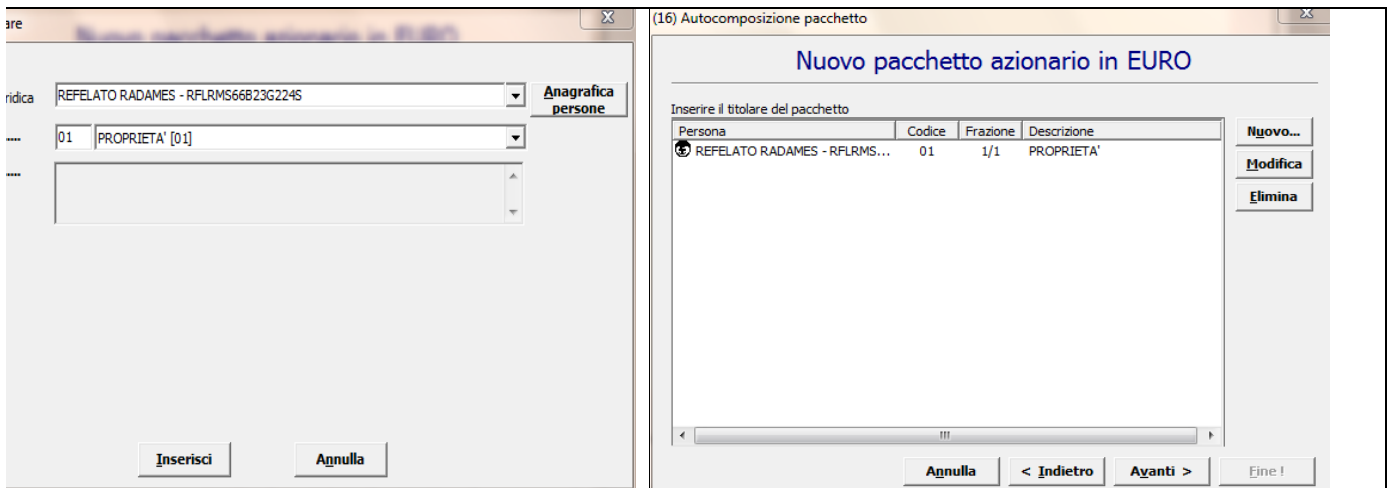 are
Nuovo pacchetto azionario in EURO
ridica
REFELATO RADAMES - RFLRMS66B23G224S
Anagrafica
persone
.....
01 PROPRIETA' [01]
.....
Inserisci
Annulla
(16) Autocomposizione pacchetto
Nuovo pacchetto azionario in EURO
Inserire il titolare del pacchetto
Persona Codice Frazione Descrizione
REFELATO RADAMES - RFLRMS... 01 1/1 PROPRIETA'
Nuovo...
Modifica
Elimina
Annulla < Indietro Avanti > Fine !